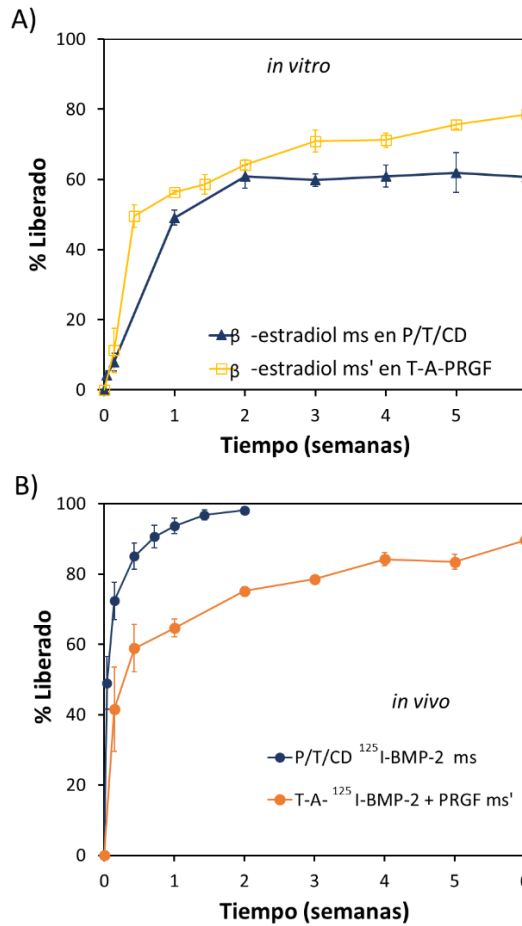 A)
100
80
60
40
20
0
% Liberado
in vitro
β -estradiol ms en P/T/CD
β -estradiol ms' en T-A-PRGF
0 1 2 3 4 5
Tiempo (semanas)
B)
100
80
60
40
20
0
% Liberado
in vivo
P/T/CD ¹²⁵I-BMP-2 ms
T-A- ¹²⁵I-BMP-2 + PRGF ms'
0 1 2 3 4 5
Tiempo (semanas)